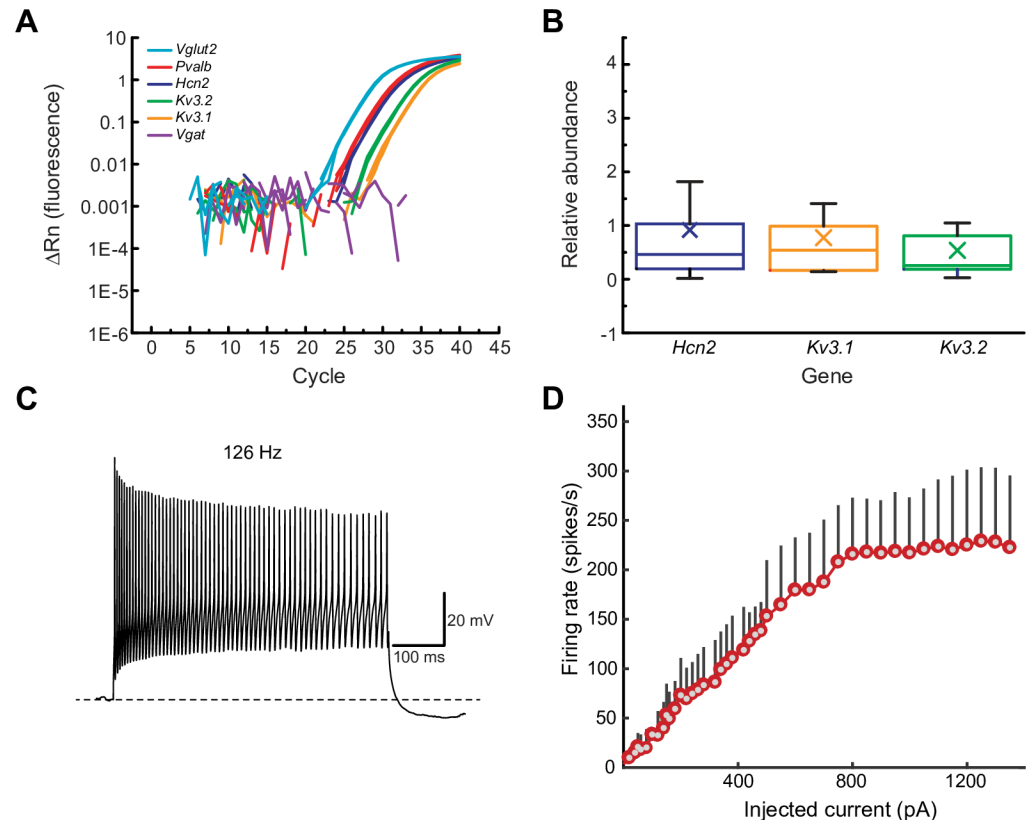 A
10
1
0.1
0.01
0.001
1E-4
1E-5
1E-6
ΔRn (fluorescence)
Vglut2
Pvalb
Hcn2
Kv3.2
Kv3.1
Vgat
0 5 10 15 20 25 30 35 40 45
Cycle
B
4
3
2
1
0
-1
Relative abundance
Hcn2 Kv3.1 Kv3.2
Gene
C
126 Hz
20 mV
100 ms
D
350
300
250
200
150
100
50
0
Firing rate (spikes/s)
400 800 1200
Injected current (pA)